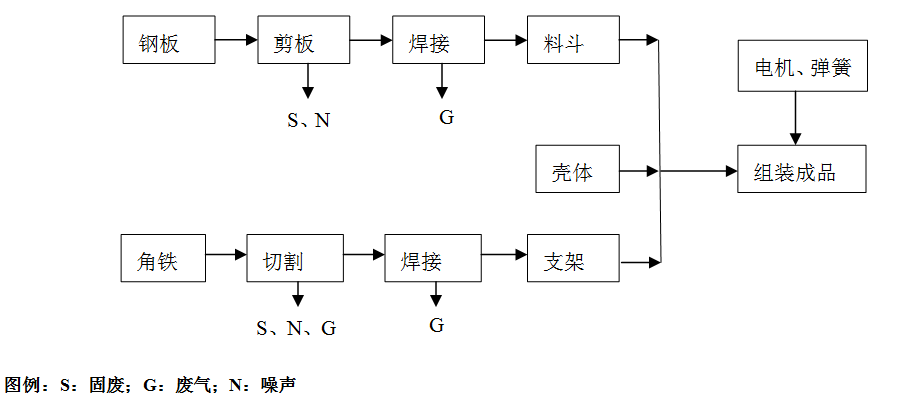 钢板
剪板
焊接
料斗
电机、弹簧
S、N
G
壳体
组装成品
角铁
切割
焊接
支架
S、N、G
G
图例：S：固废；G：废气；N：噪声